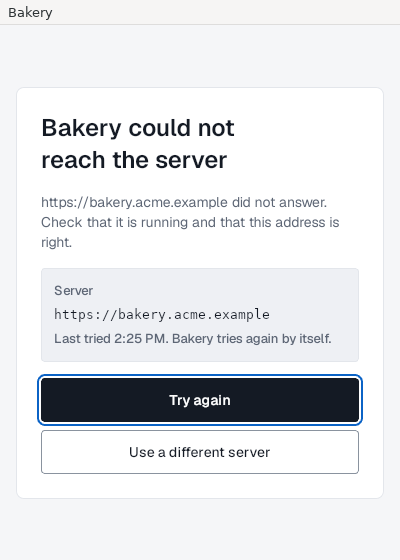 Bakery
Bakery could not
reach the server
https://bakery.acme.example did not answer.
Check that it is running and that this address is
right.
Server
https://bakery.acme.example
Last tried 2:25 PM. Bakery tries again by itself.
Try again
Use a different server